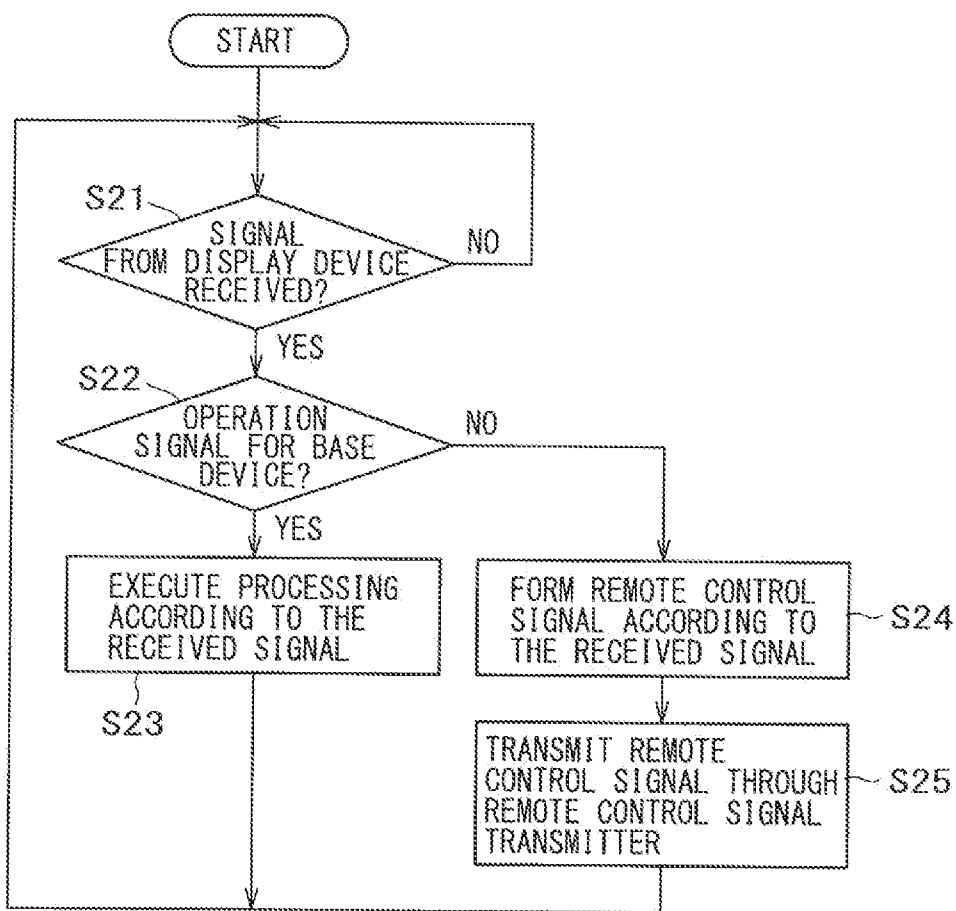 START
S21
SIGNAL
FROM DISPLAY DEVICE
RECEIVED?
NO
YES
S22
OPERATION
SIGNAL FOR BASE
DEVICE?
NO
YES
EXECUTE PROCESSING
ACCORDING TO THE
RECEIVED SIGNAL
S23
FORM REMOTE CONTROL
SIGNAL ACCORDING TO
THE RECEIVED SIGNAL
S24
TRANSMIT REMOTE
CONTROL SIGNAL THROUGH
REMOTE CONTROL SIGNAL
TRANSMITTER
S25